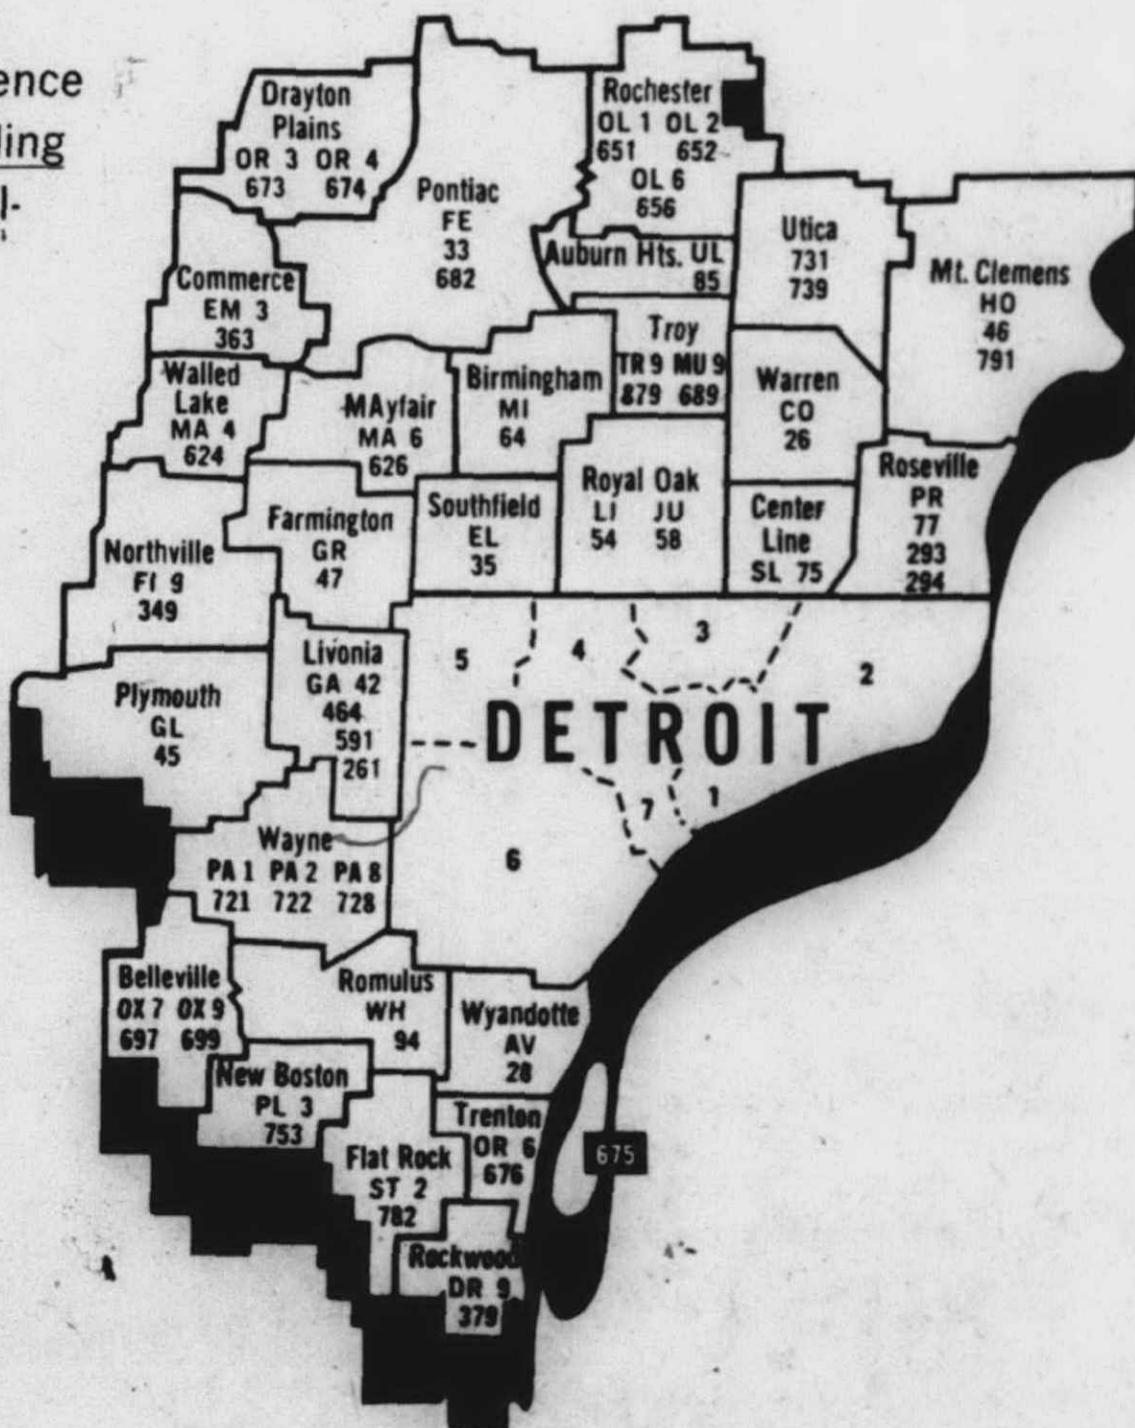 ence
ling
l-
Drayton
Plains
OR 3 OR 4
673 674
Pontiac
FE
33
682
Rochester
OL 1 OL 2
651 652
OL 6
656
Auburn Hts. UL
85
Utica
731
739
Mt. Clemens
HO
46
791
Commerce
EM 3
363
Walled
Lake
MA 4
624
MAyfair
MA 6
626
Birmingham
MI
64
Troy
TR 9 MU 9
879 689
Warren
CO
26
Roseville
PR
77
293
294
Northville
FI 9
349
Farmington
GR
47
Southfield
EL
35
Royal Oak
LI JU
54 58
Center
Line
SL 75
Plymouth
GL
45
Livonia
GA 42
464
591
261
5
4
3
2
DETROIT
7
1
6
Wayne
PA 1 PA 2 PA 8
721 722 728
Belleville
OX 7 OX 9
697 699
Romulus
WH
94
Wyandotte
AV
28
New Boston
PL 3
753
Flat Rock
ST 2
782
Trenton
OR 6
676
675
Rockwood
DR 9
379